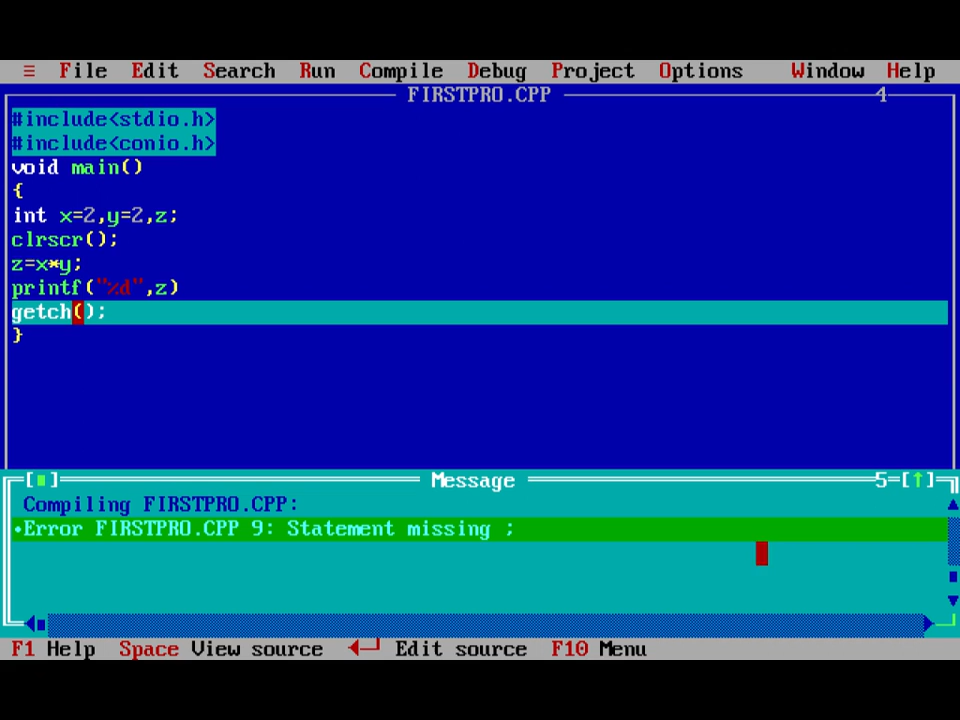 ≡ File Edit Search Run Compile Debug Project Options Window Help
FIRSTPRO.CPP 4
#include<stdio.h>
#include<conio.h>
void main()
{
int x=2,y=2,z;
clrscr();
z=x*y;
printf("%d",z)
getch();
}
[■] Message 5=[↑]
Compiling FIRSTPRO.CPP:
•Error FIRSTPRO.CPP 9: Statement missing ;
F1 Help Space View source ◄─┘ Edit source F10 Menu